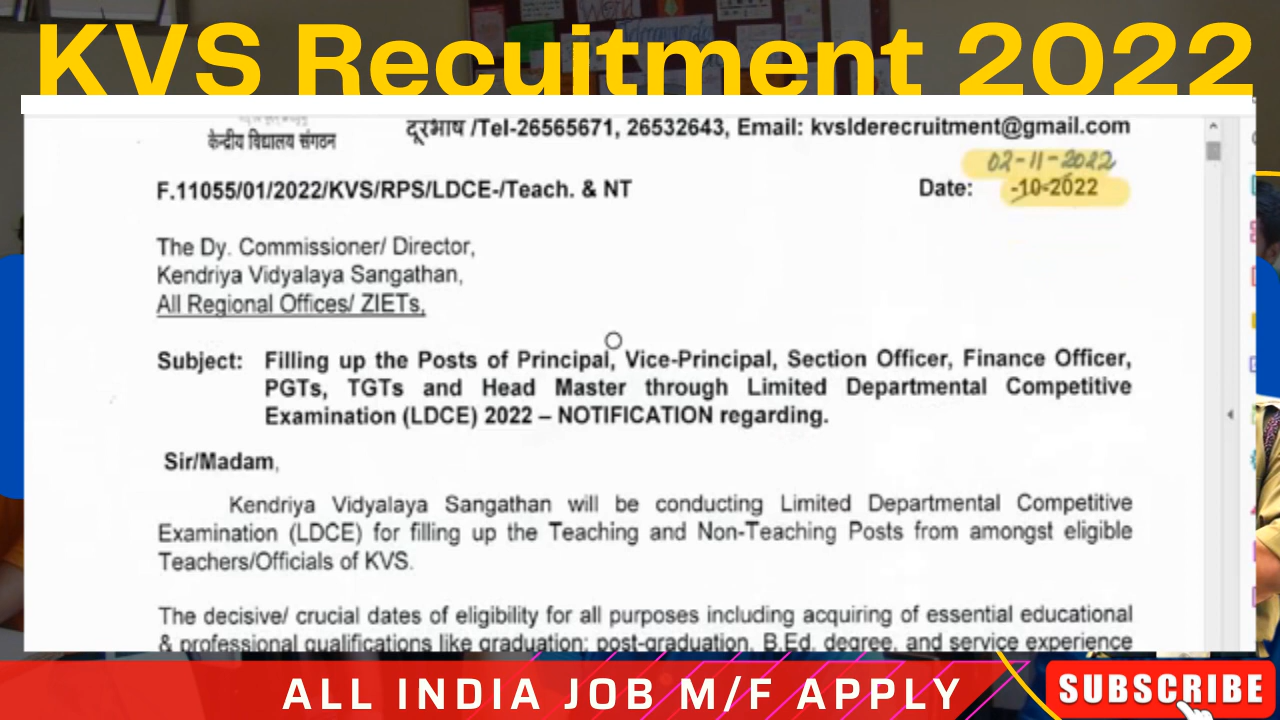 KVS Recuitment 2022
केन्द्रीय विद्यालय संगठन
दूरभाष /Tel-26565671, 26532643, Email: kvslderecruitment@gmail.com
02-11-2022
F.11055/01/2022/KVS/RPS/LDCE-/Teach. & NT Date: -10-2022
The Dy. Commissioner/ Director,
Kendriya Vidyalaya Sangathan,
All Regional Offices/ ZIETs,
Subject: Filling up the Posts of Principal, Vice-Principal, Section Officer, Finance Officer,
PGTs, TGTs and Head Master through Limited Departmental Competitive
Examination (LDCE) 2022 – NOTIFICATION regarding.
Sir/Madam,
Kendriya Vidyalaya Sangathan will be conducting Limited Departmental Competitive
Examination (LDCE) for filling up the Teaching and Non-Teaching Posts from amongst eligible
Teachers/Officials of KVS.
The decisive/ crucial dates of eligibility for all purposes including acquiring of essential educational
& professional qualifications like graduation; post-graduation, B.Ed. degree, and service experience
ALL INDIA JOB M/F APPLY
SUBSCRIBE